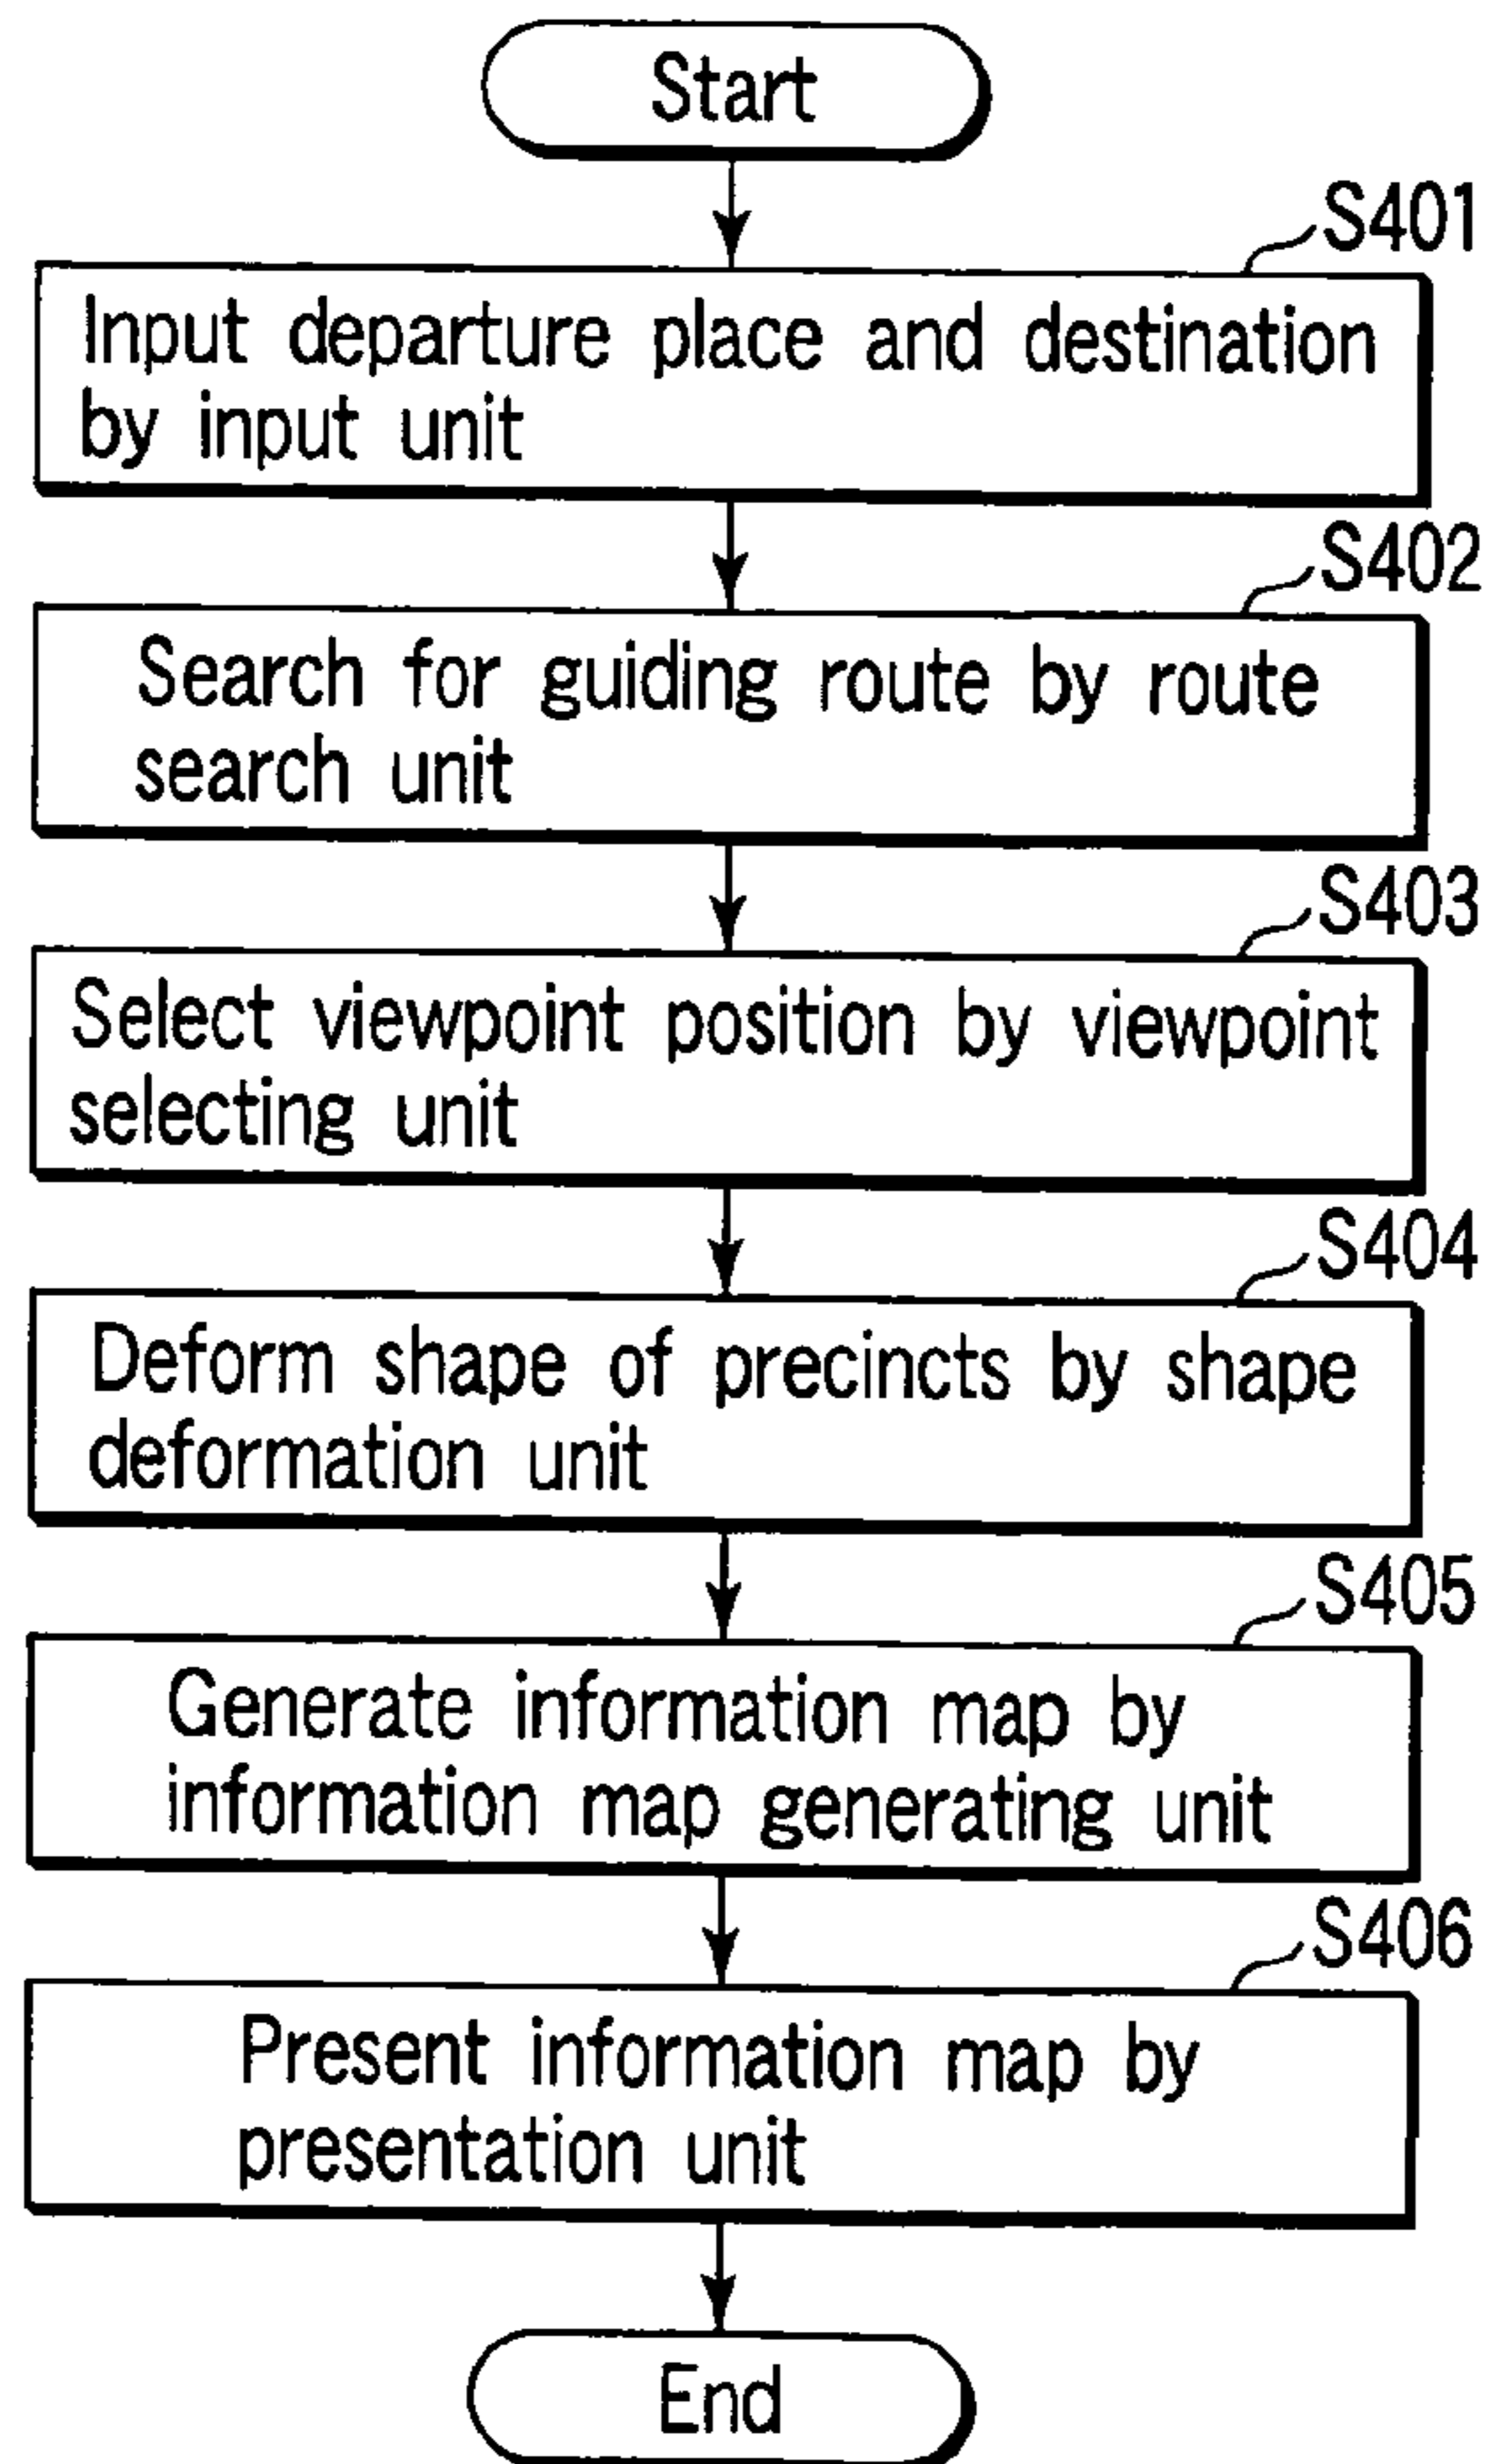 Start
S401
Input departure place and destination
by input unit
S402
Search for guiding route by route
search unit
S403
Select viewpoint position by viewpoint
selecting unit
S404
Deform shape of precincts by shape
deformation unit
S405
Generate information map by
information map generating unit
S406
Present information map by
presentation unit
End